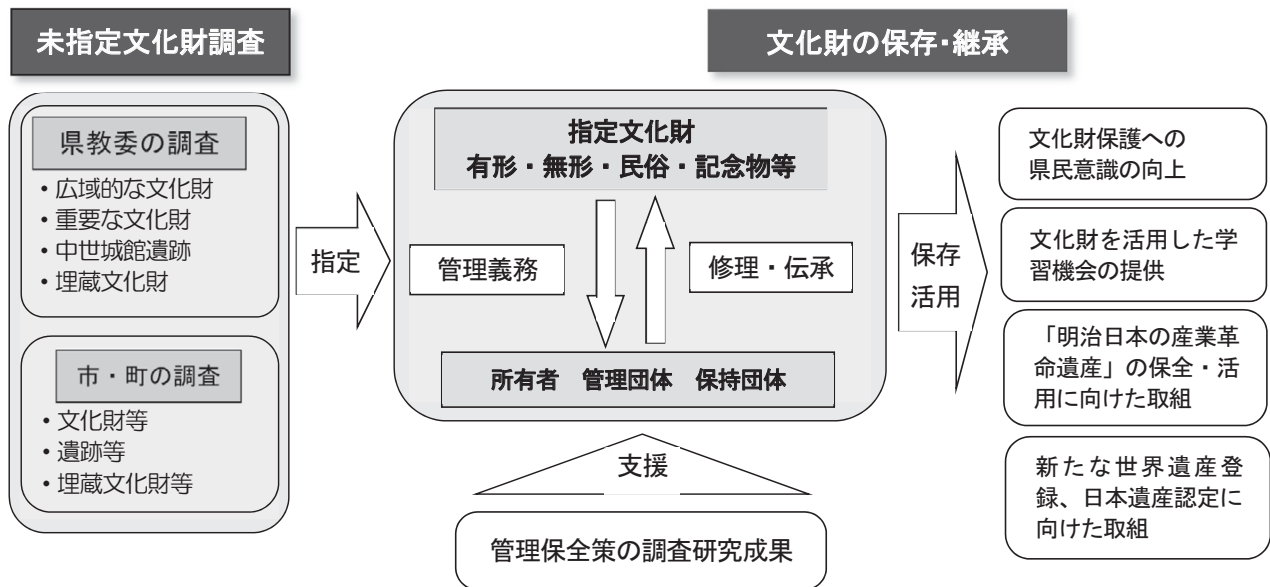 未指定文化財調査
文化財の保存・継承
県教委の調査
・広域的な文化財
・重要な文化財
・中世城館遺跡
・埋蔵文化財
市・町の調査
・文化財等
・遺跡等
・埋蔵文化財等
指定
指定文化財
有形・無形・民俗・記念物等
管理義務
修理・伝承
所有者 管理団体 保持団体
支援
管理保全策の調査研究成果
保存
活用
文化財保護への
県民意識の向上
文化財を活用した学
習機会の提供
「明治日本の産業革
命遺産」の保全・活
用に向けた取組
新たな世界遺産登
録、日本遺産認定に
向けた取組